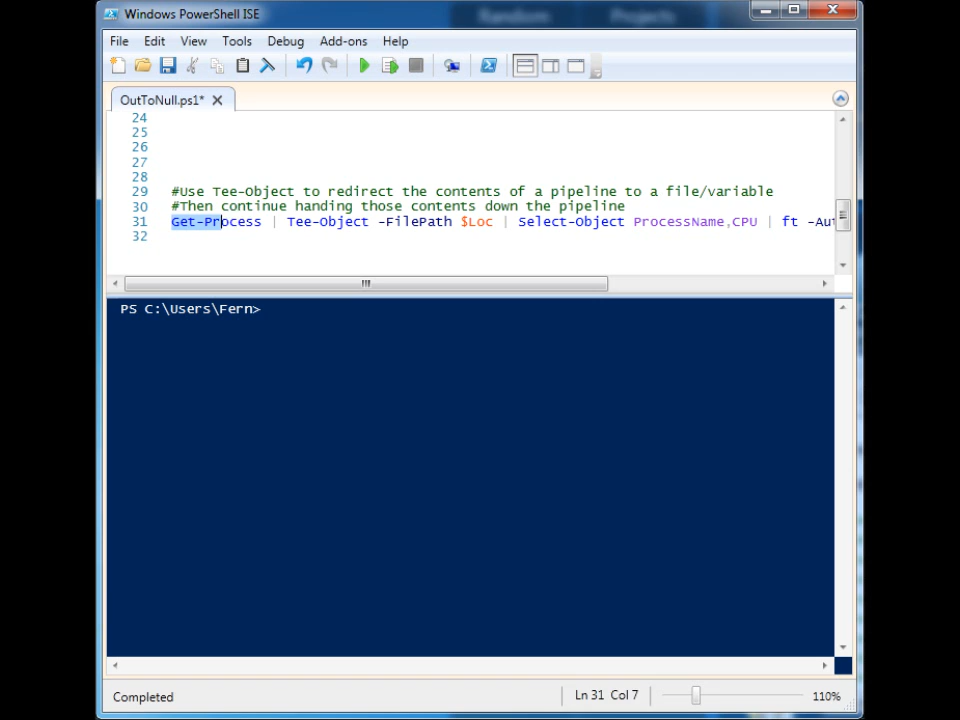 Random Projects
Windows PowerShell ISE
File Edit View Tools Debug Add-ons Help
OutToNull.ps1*
24
25
26
27
28
29 #Use Tee-Object to redirect the contents of a pipeline to a file/variable
30 #Then continue handing those contents down the pipeline
31 Get-Process | Tee-Object -FilePath $Loc | Select-Object ProcessName,CPU | ft -Aut
32
PS C:\Users\Fern>
Completed Ln 31 Col 7 110%